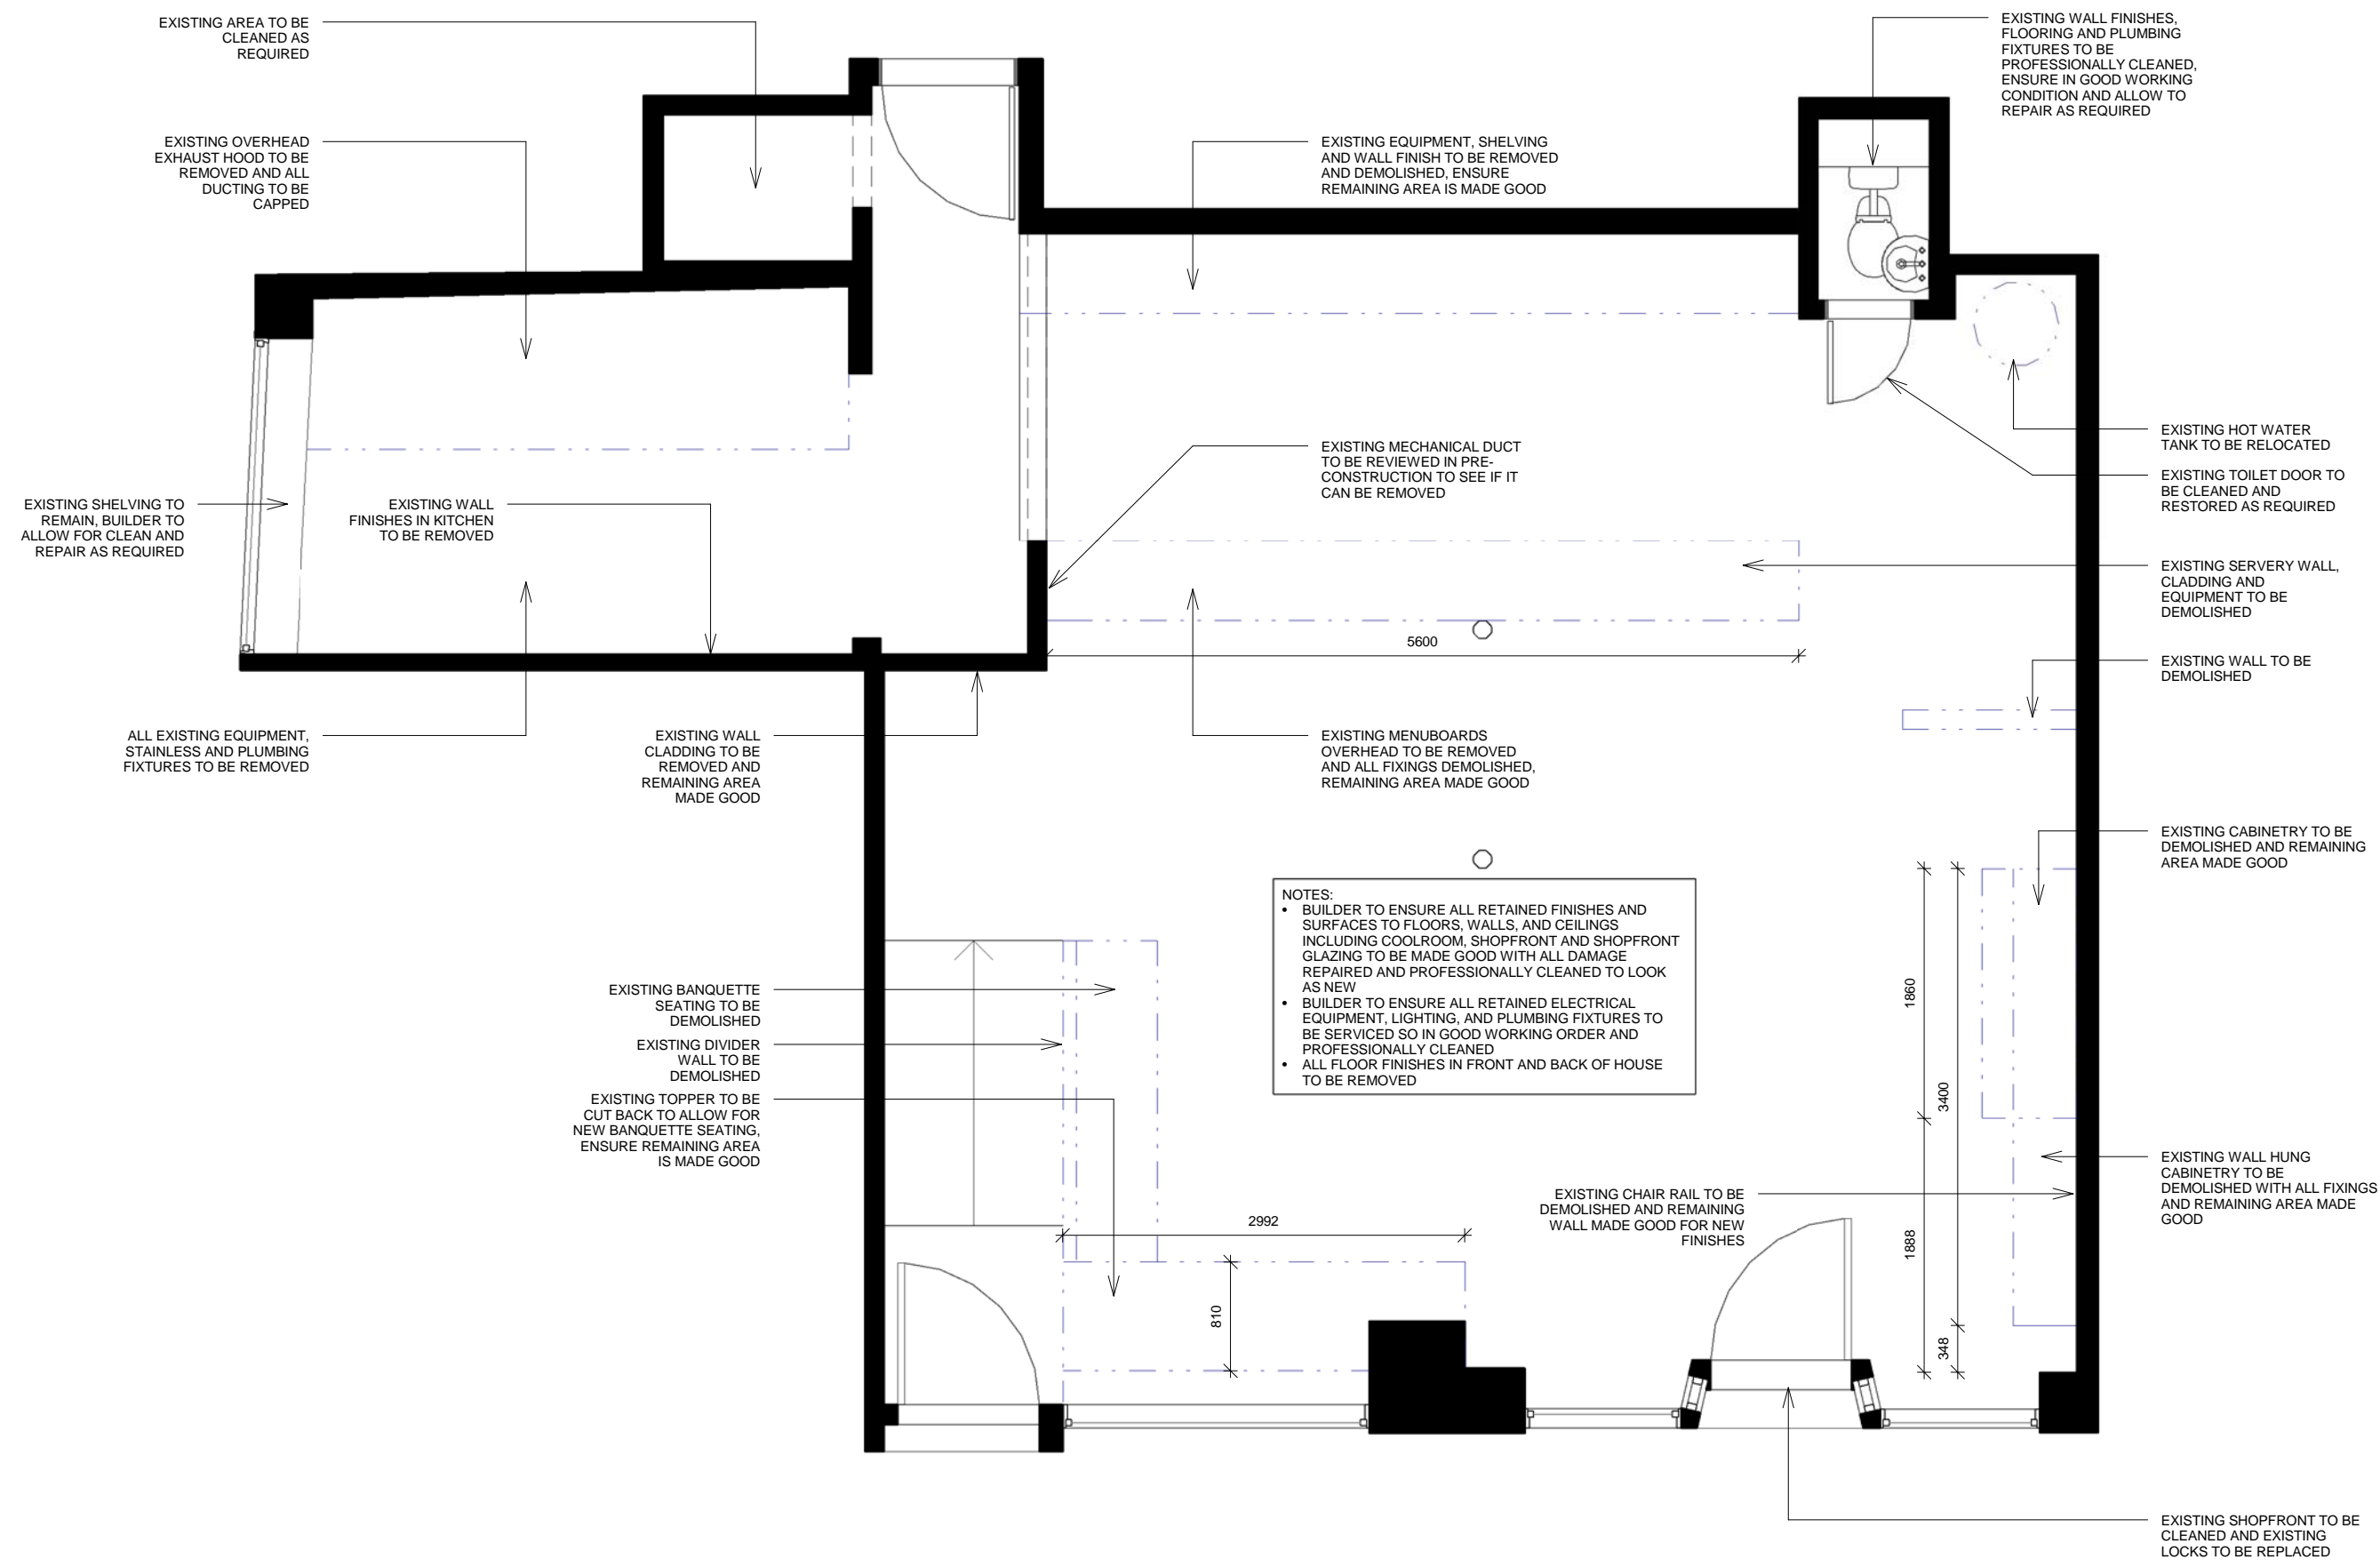 EXISTING AREA TO BE
CLEANED AS
REQUIRED
EXISTING WALL FINISHES,
FLOORING AND PLUMBING
FIXTURES TO BE
PROFESSIONALLY CLEANED,
ENSURE IN GOOD WORKING
CONDITION AND ALLOW TO
REPAIR AS REQUIRED
EXISTING OVERHEAD
EXHAUST HOOD TO BE
REMOVED AND ALL
DUCTING TO BE
CAPPED
EXISTING EQUIPMENT, SHELVING
AND WALL FINISH TO BE REMOVED
AND DEMOLISHED, ENSURE
REMAINING AREA IS MADE GOOD
EXISTING HOT WATER
TANK TO BE RELOCATED
EXISTING MECHANICAL DUCT
TO BE REVIEWED IN PRE-
CONSTRUCTION TO SEE IF IT
CAN BE REMOVED
EXISTING TOILET DOOR TO
BE CLEANED AND
RESTORED AS REQUIRED
EXISTING SHELVING TO
REMAIN, BUILDER TO
ALLOW FOR CLEAN AND
REPAIR AS REQUIRED
EXISTING WALL
FINISHES IN KITCHEN
TO BE REMOVED
EXISTING SERVERY WALL,
CLADDING AND
EQUIPMENT TO BE
DEMOLISHED
5600
EXISTING WALL TO BE
DEMOLISHED
ALL EXISTING EQUIPMENT,
STAINLESS AND PLUMBING
FIXTURES TO BE REMOVED
EXISTING WALL
CLADDING TO BE
REMOVED AND
REMAINING AREA
MADE GOOD
EXISTING MENUBOARDS
OVERHEAD TO BE REMOVED
AND ALL FIXINGS DEMOLISHED,
REMAINING AREA MADE GOOD
EXISTING CABINETRY TO BE
DEMOLISHED AND REMAINING
AREA MADE GOOD
NOTES:
• BUILDER TO ENSURE ALL RETAINED FINISHES AND
SURFACES TO FLOORS, WALLS, AND CEILINGS
INCLUDING COOLROOM, SHOPFRONT AND SHOPFRONT
GLAZING TO BE MADE GOOD WITH ALL DAMAGE
REPAIRED AND PROFESSIONALLY CLEANED TO LOOK
AS NEW
• BUILDER TO ENSURE ALL RETAINED ELECTRICAL
EQUIPMENT, LIGHTING, AND PLUMBING FIXTURES TO
BE SERVICED SO IN GOOD WORKING ORDER AND
PROFESSIONALLY CLEANED
• ALL FLOOR FINISHES IN FRONT AND BACK OF HOUSE
TO BE REMOVED
EXISTING BANQUETTE
SEATING TO BE
DEMOLISHED
EXISTING DIVIDER
WALL TO BE
DEMOLISHED
EXISTING TOPPER TO BE
CUT BACK TO ALLOW FOR
NEW BANQUETTE SEATING,
ENSURE REMAINING AREA
IS MADE GOOD
1860
3400
EXISTING WALL HUNG
CABINETRY TO BE
DEMOLISHED WITH ALL FIXINGS
AND REMAINING AREA MADE
GOOD
EXISTING CHAIR RAIL TO BE
DEMOLISHED AND REMAINING
WALL MADE GOOD FOR NEW
FINISHES
2992
1888
810
348
EXISTING SHOPFRONT TO BE
CLEANED AND EXISTING
LOCKS TO BE REPLACED